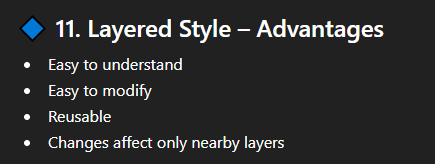 🔷 11. Layered Style – Advantages
• Easy to understand
• Easy to modify
• Reusable
• Changes affect only nearby layers